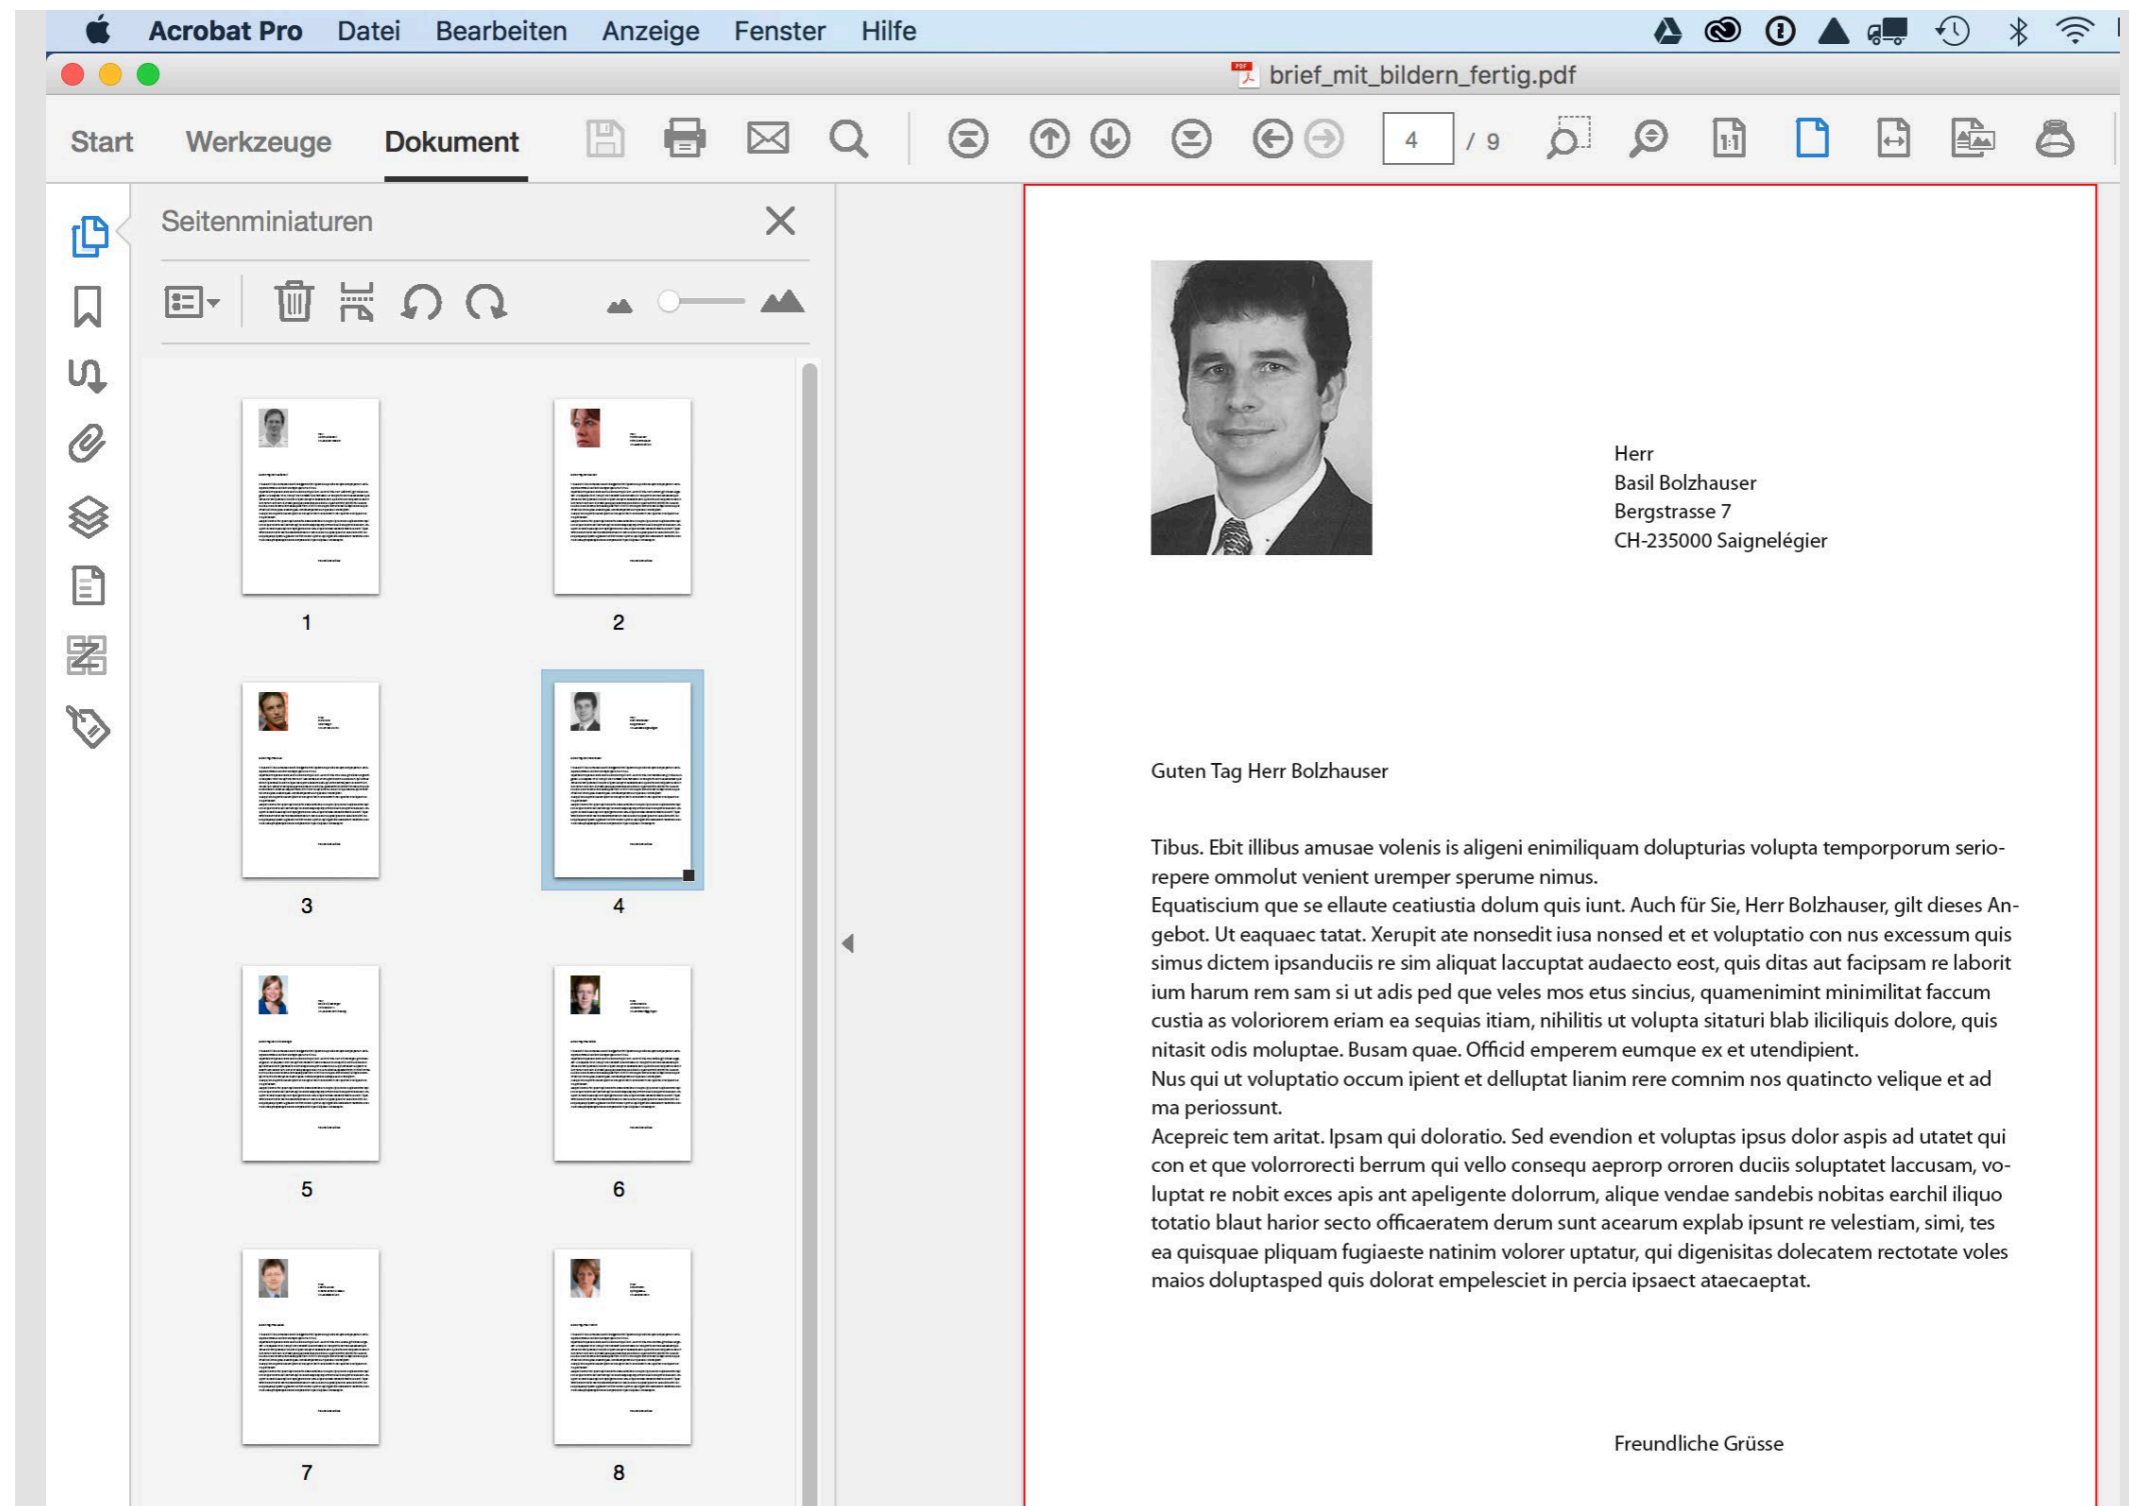 Acrobat Pro Datei Bearbeiten Anzeige Fenster Hilfe
brief_mit_bildern_fertig.pdf
Start Werkzeuge Dokument 4 / 9 1:1
Seitenminiaturen
1 2
3 4
5 6
7 8
Herr
Basil Bolzhauser
Bergstrasse 7
CH-235000 Saignelégier
Guten Tag Herr Bolzhauser
Tibus. Ebit illibus amusae volenis is aligeni enimiliquam dolupturias volupta temporporum serio-
repere ommolut venient uremper sperume nimus.
Equatiscium que se ellaute ceatiustia dolum quis iunt. Auch für Sie, Herr Bolzhauser, gilt dieses An-
gebot. Ut eaquaec tatat. Xerupit ate nonsedit iusa nonsed et et voluptatio con nus excessum quis
simus dictem ipsanduciis re sim aliquat laccuptat audaecto eost, quis ditas aut facipsam re laborit
ium harum rem sam si ut adis ped que veles mos etus sincius, quamenimint minimilitat faccum
custia as voloriorem eriam ea sequias itiam, nihilitis ut volupta sitaturi blab iliciliquis dolore, quis
nitasit odis moluptae. Busam quae. Officid emperem eumque ex et utendipient.
Nus qui ut voluptatio occum ipient et delluptat lianim rere comnim nos quatincto velique et ad
ma periossunt.
Acepreic tem aritat. Ipsam qui doloratio. Sed evendion et voluptas ipsus dolor aspis ad utatet qui
con et que volorrorecti berrum qui vello consequ aeprorp orroren duciis soluptatet laccusam, vo-
luptat re nobit exces apis ant apeligente dolorrum, alique vendae sandebis nobitas earchil iliquo
totatio blaut harior secto officaeratem derum sunt acearum explab ipsunt re velestiam, simi, tes
ea quisquae pliquam fugiaeste natinim volorer uptatur, qui digenisitas dolecatem rectotate voles
maios doluptasped quis dolorat empelesciet in percia ipsaect ataecaeptat.
Freundliche Grüsse